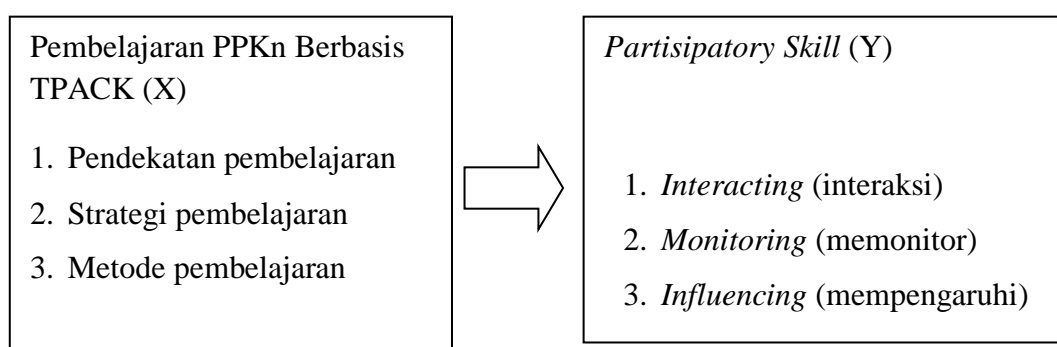 Pembelajaran PPKn Berbasis
TPACK (X)
1. Pendekatan pembelajaran
2. Strategi pembelajaran
3. Metode pembelajaran
Partisipatory Skill (Y)
1. Interacting (interaksi)
2. Monitoring (memonitor)
3. Influencing (mempengaruhi)